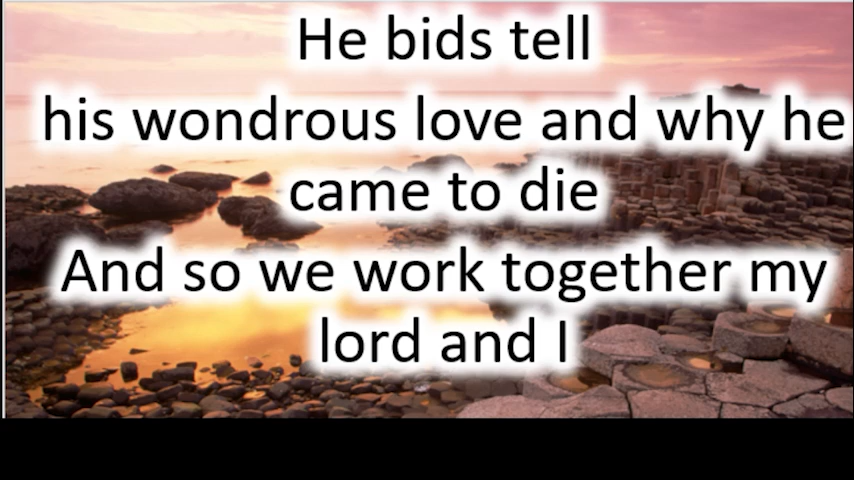 He bids tell
his wondrous love and why he
came to die
And so we work together my
lord and I